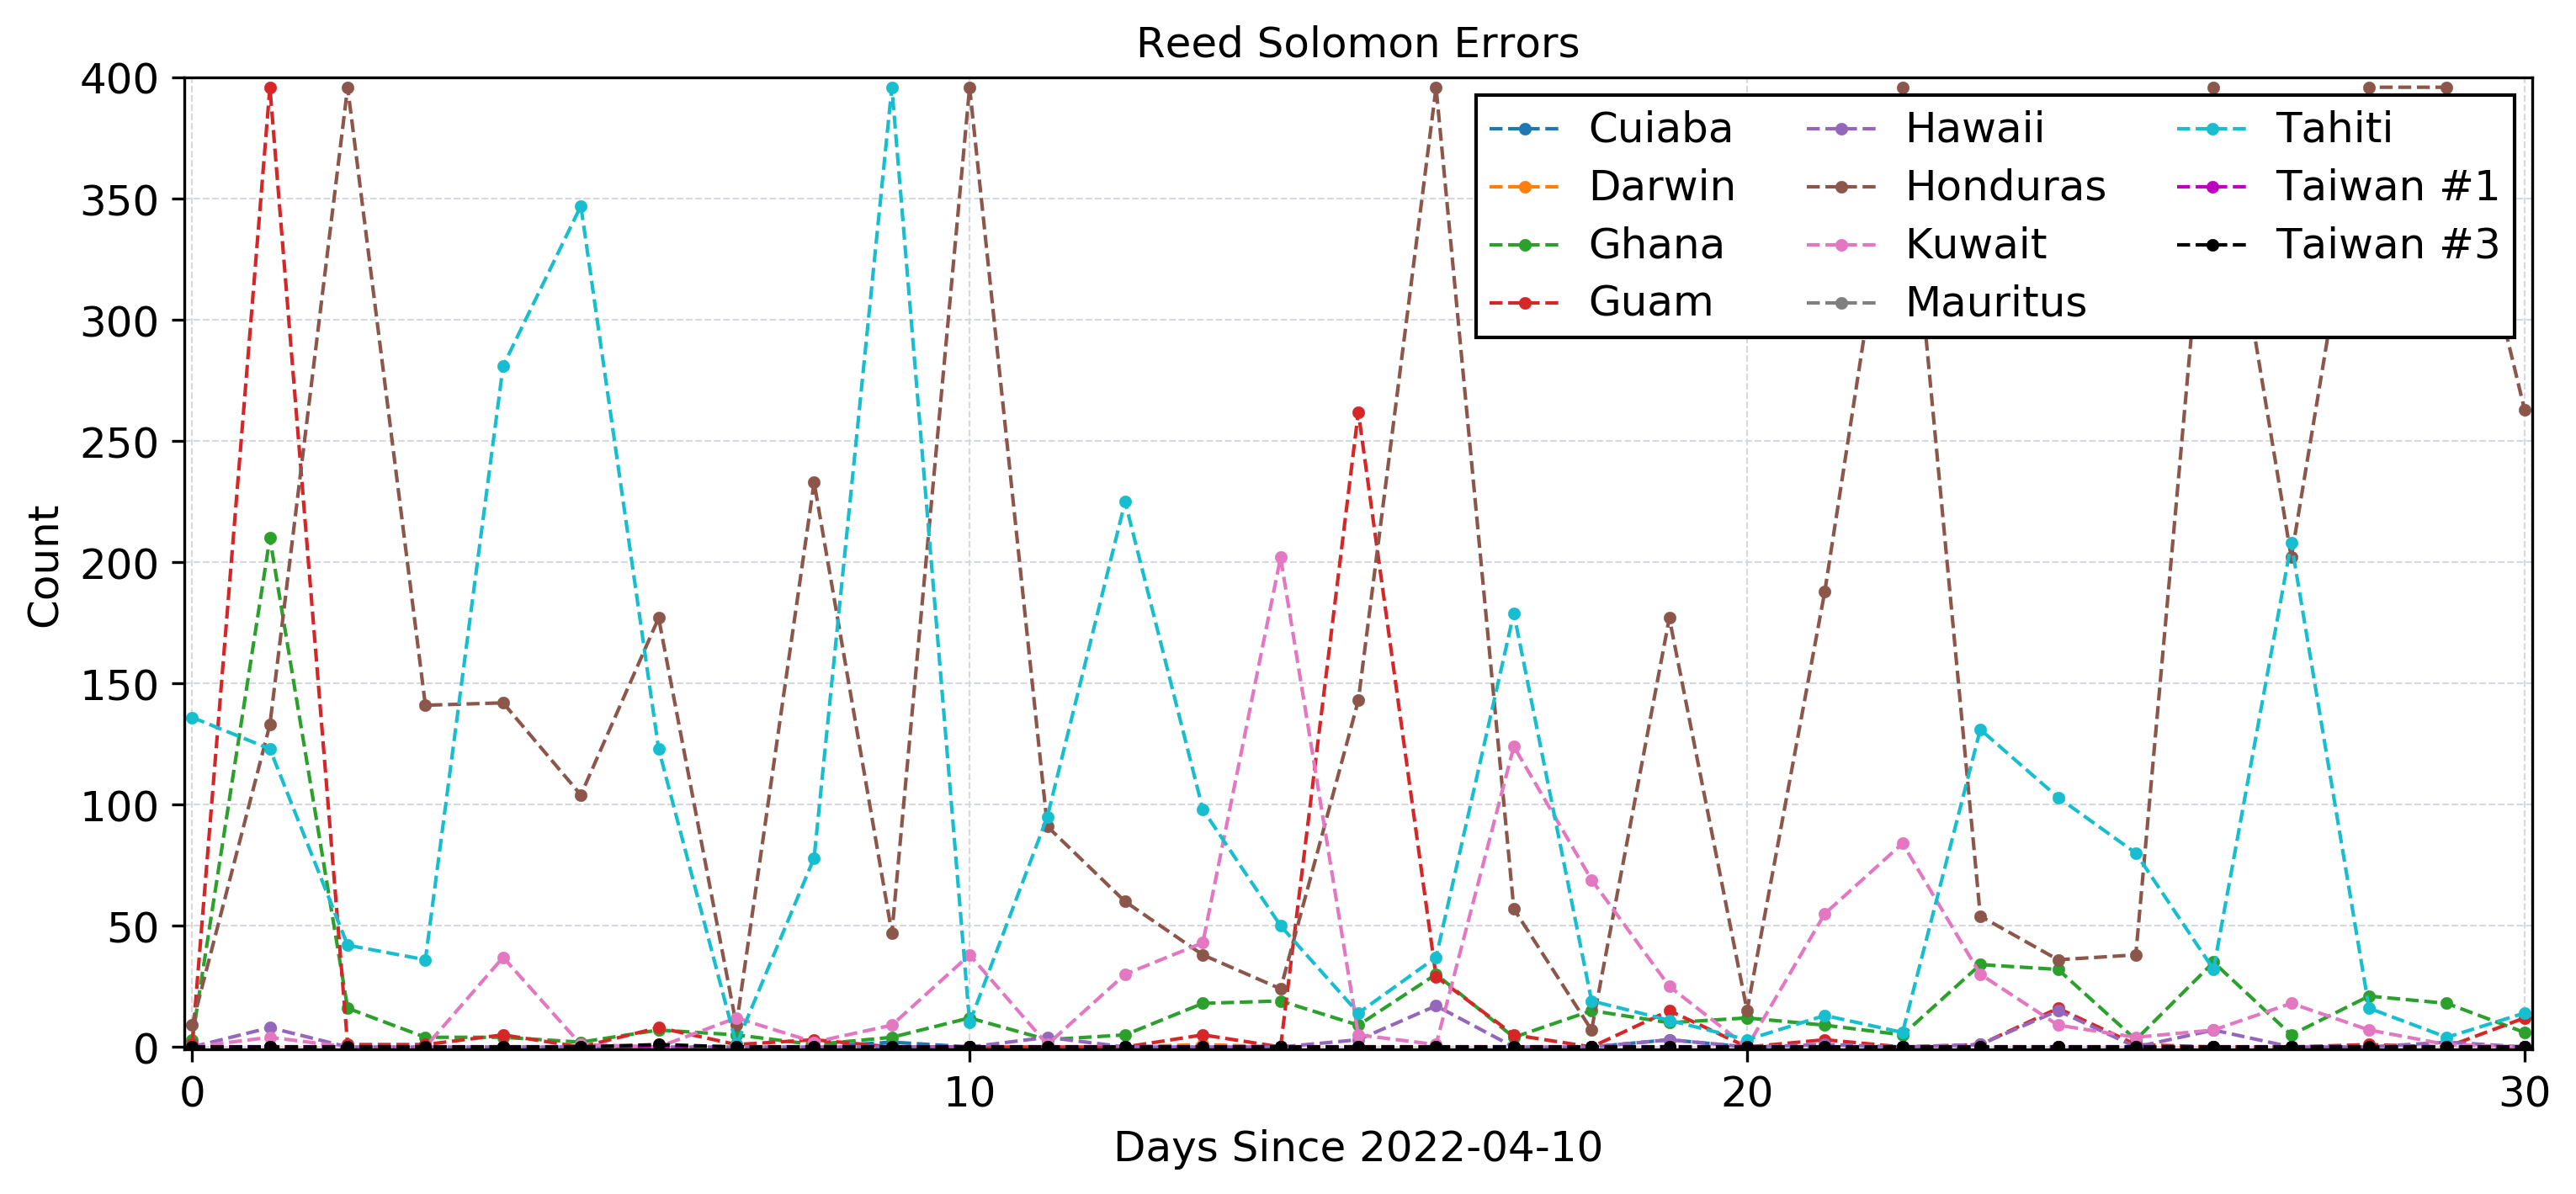 Reed Solomon Errors
400
350
300
250
200
150
100
50
0
Count
Cuiaba
Darwin
Ghana
Guam
Hawaii
Honduras
Kuwait
Mauritus
Tahiti
Taiwan #1
Taiwan #3
0 10 20 30
Days Since 2022-04-10